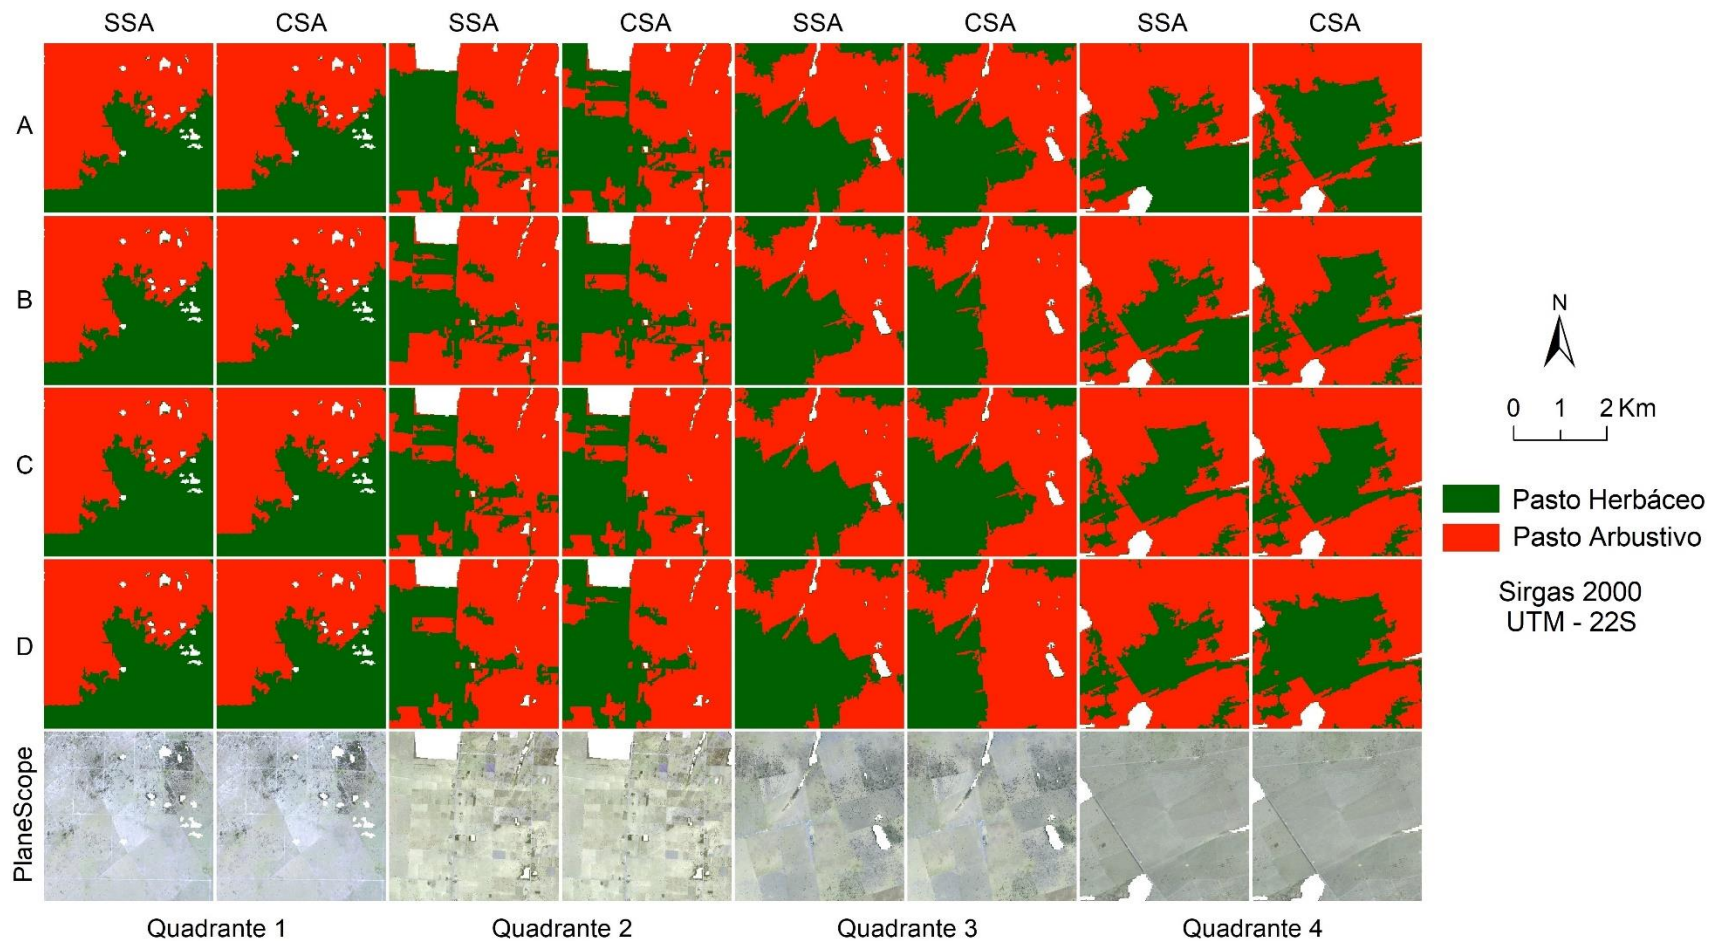 SSA CSA SSA CSA SSA CSA SSA CSA
A
B
C
D
PlaneScope
Quadrante 1 Quadrante 2 Quadrante 3 Quadrante 4
N
0 1 2 Km
Pasto Herbáceo
Pasto Arbustivo
Sirgas 2000
UTM - 22S